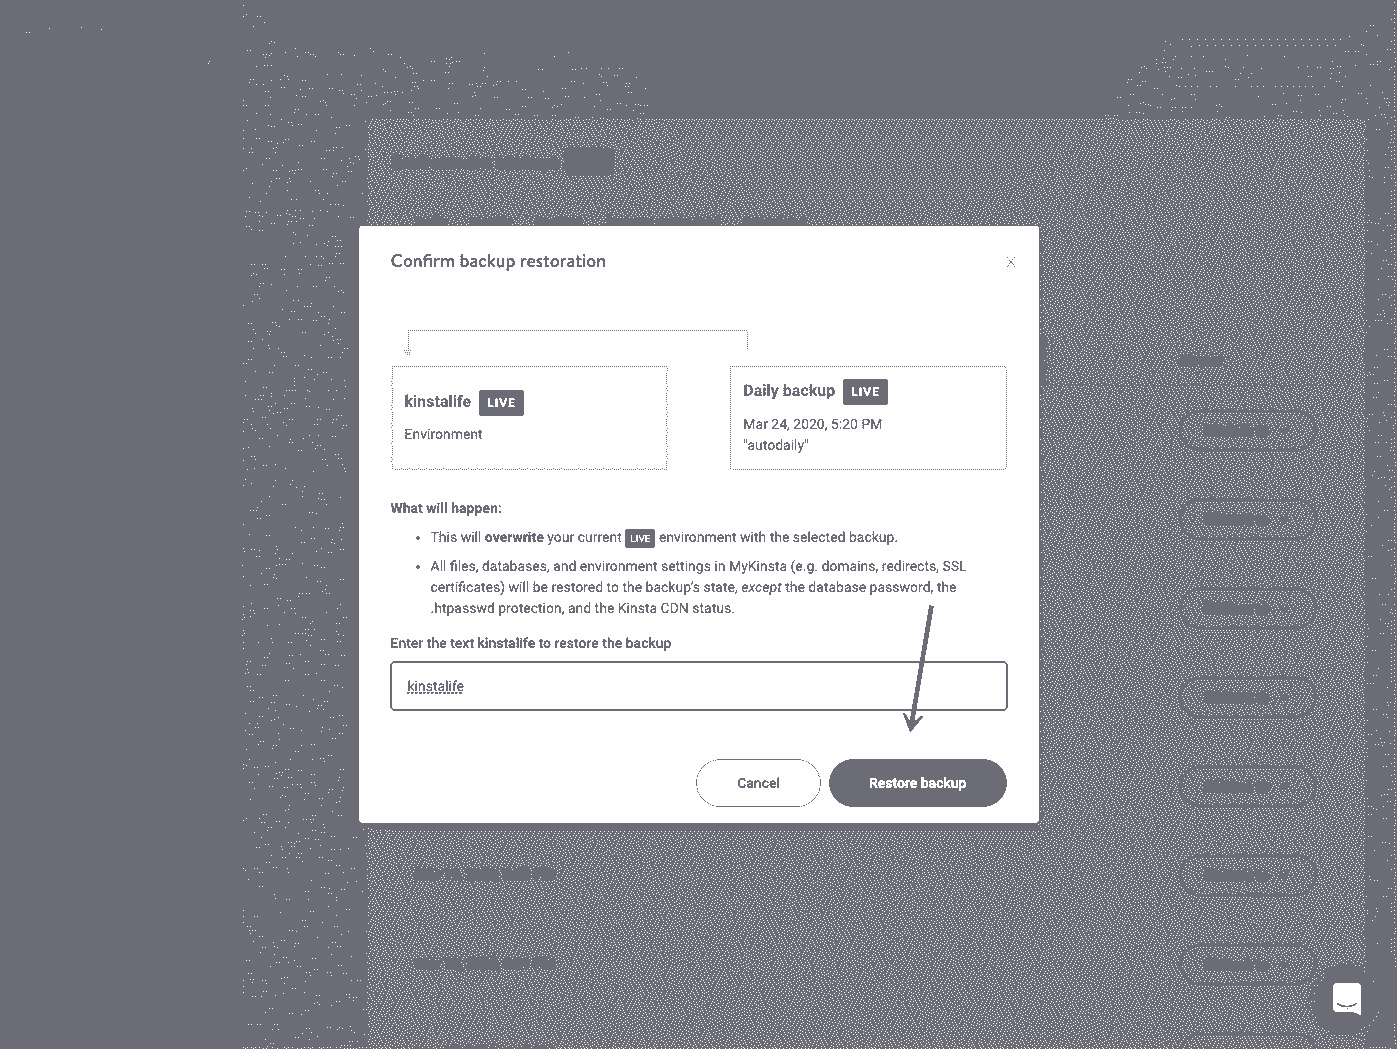 Confirm backup restoration
kinstalife LIVE
Environment
Daily backup LIVE
Mar 24, 2020, 5:20 PM
"autodaily"
What will happen:
• This will overwrite your current LIVE environment with the selected backup.
• All files, databases, and environment settings in MyKinsta (e.g. domains, redirects, SSL
certificates) will be restored to the backup's state, except the database password, the
.htpasswd protection, and the Kinsta CDN status.
Enter the text kinstalife to restore the backup
kinstalife
Cancel
Restore backup